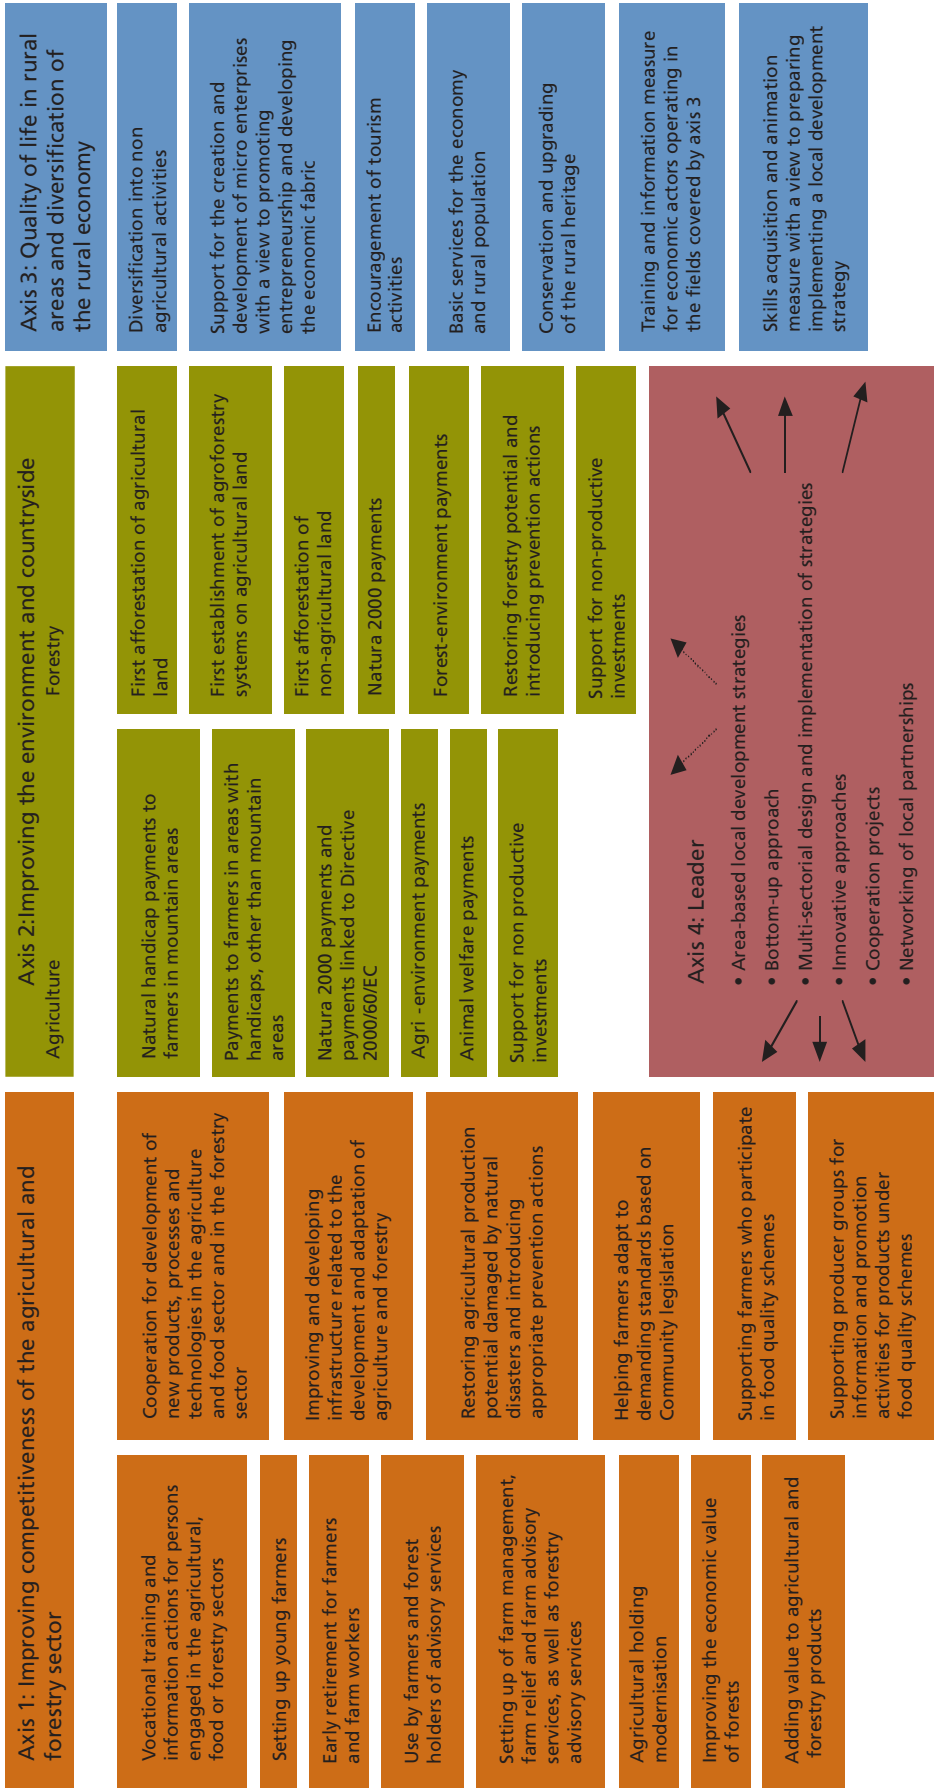 Axis 1: Improving competitiveness of the agricultural and
forestry sector
Vocational training and
information actions for persons
engaged in the agricultural,
food or forestry sectors
Setting up young farmers
Early retirement for farmers
and farm workers
Use by farmers and forest
holders of advisory services
Setting up of farm management,
farm relief and farm advisory
services, as well as forestry
advisory services
Agricultural holding
modernisation
Improving the economic value
of forests
Adding value to agricultural and
forestry products
Cooperation for development of
new products, processes and
technologies in the agriculture
and food sector and in the forestry
sector
Improving and developing
infrastructure related to the
development and adaptation of
agriculture and forestry
Restoring agricultural production
potential damaged by natural
disasters and introducing
appropriate prevention actions
Helping farmers adapt to
demanding standards based on
Community legislation
Supporting farmers who participate
in food quality schemes
Supporting producer groups for
information and promotion
activities for products under
food quality schemes
Axis 2:Improving the environment and countryside
Agriculture
Forestry
Natural handicap payments to
farmers in mountain areas
Payments to farmers in areas with
handicaps, other than mountain
areas
Natura 2000 payments and
payments linked to Directive
2000/60/EC
Agri - environment payments
Animal welfare payments
Support for non productive
investments
First afforestation of agricultural
land
First establishment of agroforestry
systems on agricultural land
First afforestation of
non-agricultural land
Natura 2000 payments
Forest-environment payments
Restoring forestry potential and
introducing prevention actions
Support for non-productive
investments
Axis 3: Quality of life in rural
areas and diversification of
the rural economy
Diversification into non
agricultural activities
Support for the creation and
development of micro enterprises
with a view to promoting
entrepreneurship and developing
the economic fabric
Encouragement of tourism
activities
Basic services for the economy
and rural population
Conservation and upgrading
of the rural heritage
Training and information measure
for economic actors operating in
the fields covered by axis 3
Skills acquisition and animation
measure with a view to preparing
implementing a local development
strategy
Axis 4: Leader
• Area-based local development strategies
• Bottom-up approach
• Multi-sectorial design and implementation of strategies
• Innovative approaches
• Cooperation projects
• Networking of local partnerships